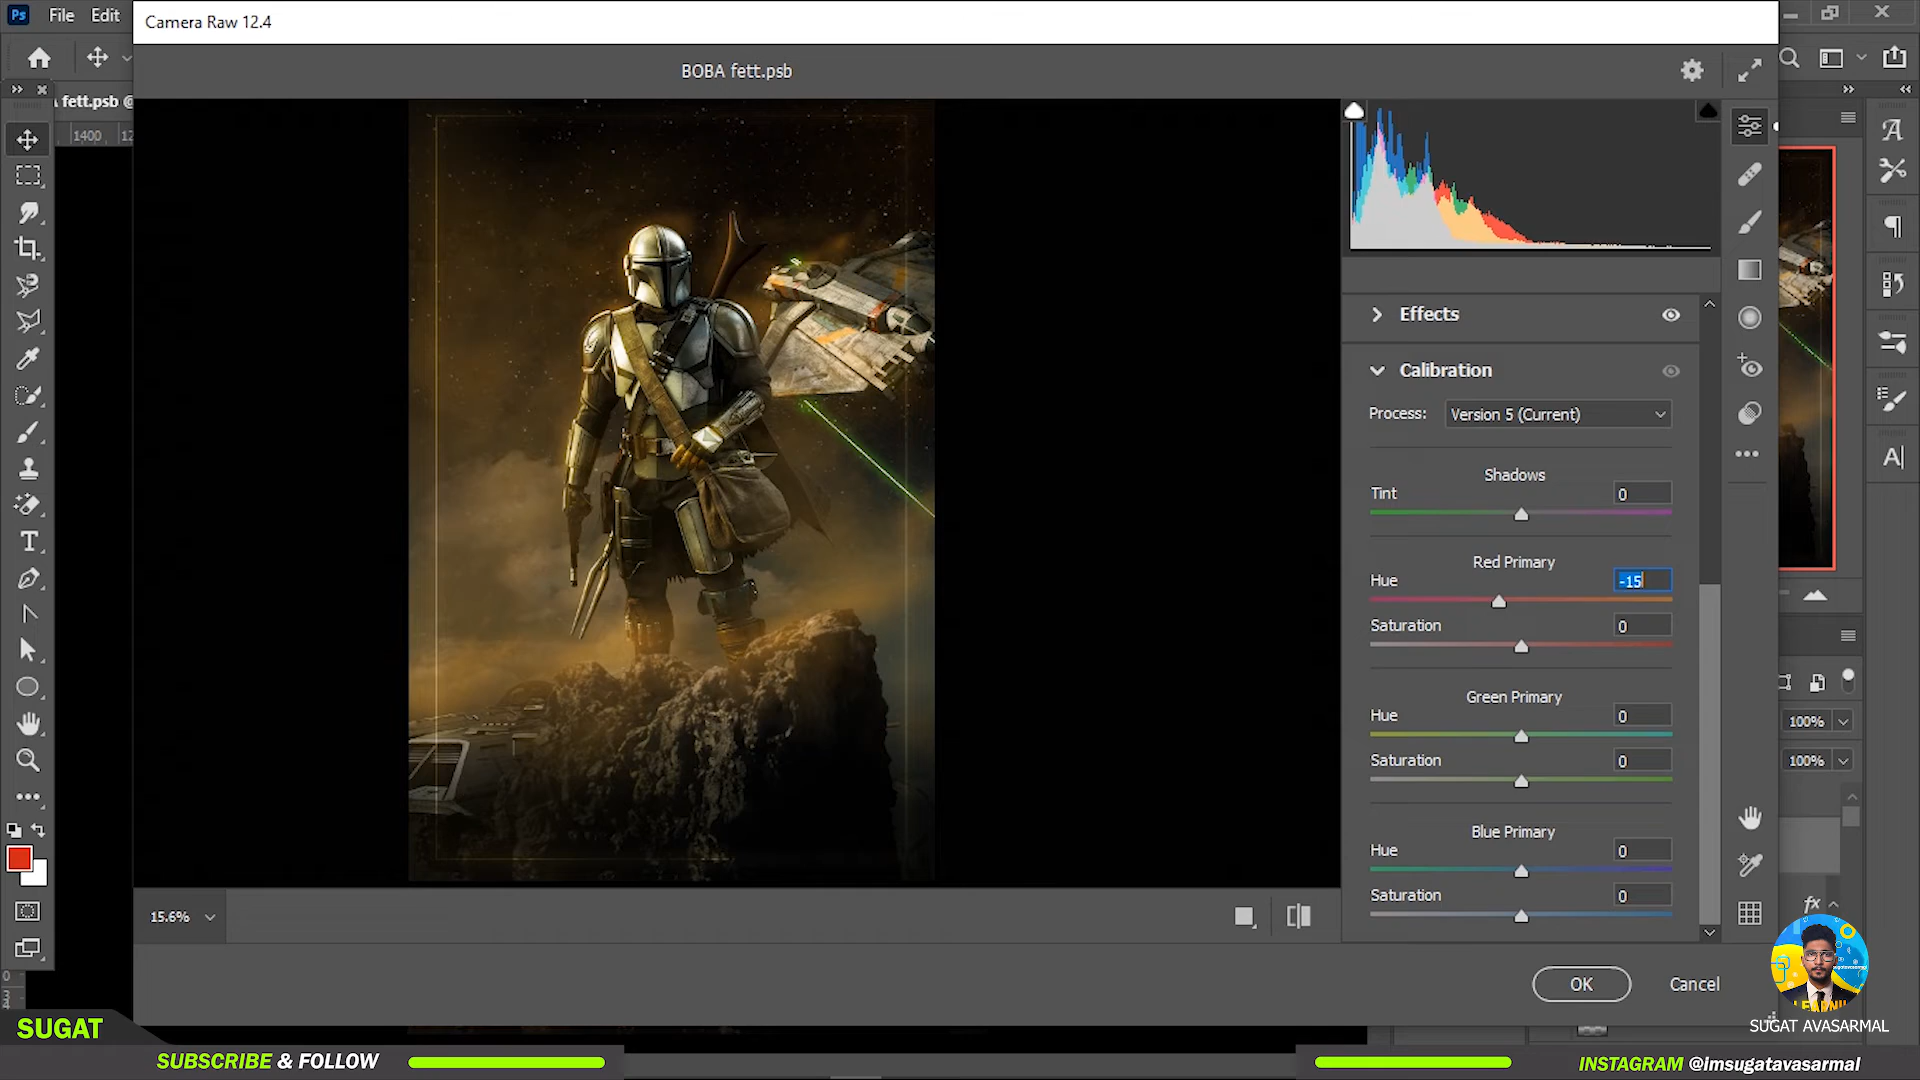 Ps File Edit
Camera Raw 12.4
BOBA fett.psb
fett.psb @
1400
Effects
Calibration
Process: Version 5 (Current)
Shadows
Tint 0
Red Primary
Hue -15
Saturation 0
Green Primary
Hue 0
Saturation 0
Blue Primary
Hue 0
Saturation 0
100%
100%
fx
15.6%
OK Cancel
SUGAT
SUGAT AVASARMAL
SUBSCRIBE & FOLLOW
INSTAGRAM @Imsugatavasarmal